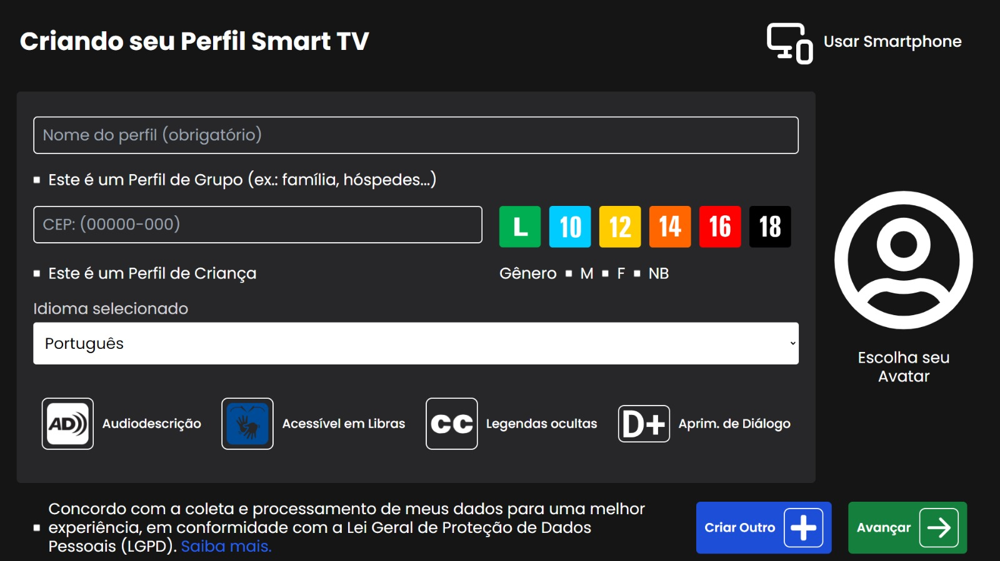 Criando seu Perfil Smart TV
Usar Smartphone
Nome do perfil (obrigatório)
Este é um Perfil de Grupo (ex.: família, hóspedes...)
CEP: (00000-000)
L 10 12 14 16 18
Este é um Perfil de Criança
Gênero M F NB
Idioma selecionado
Português
Escolha seu
Avatar
AD Audiodescrição
Acessível em Libras
CC Legendas ocultas
D+ Aprim. de Diálogo
Concordo com a coleta e processamento de meus dados para uma melhor
experiência, em conformidade com a Lei Geral de Proteção de Dados
Pessoais (LGPD). Saiba mais.
Criar Outro
Avançar